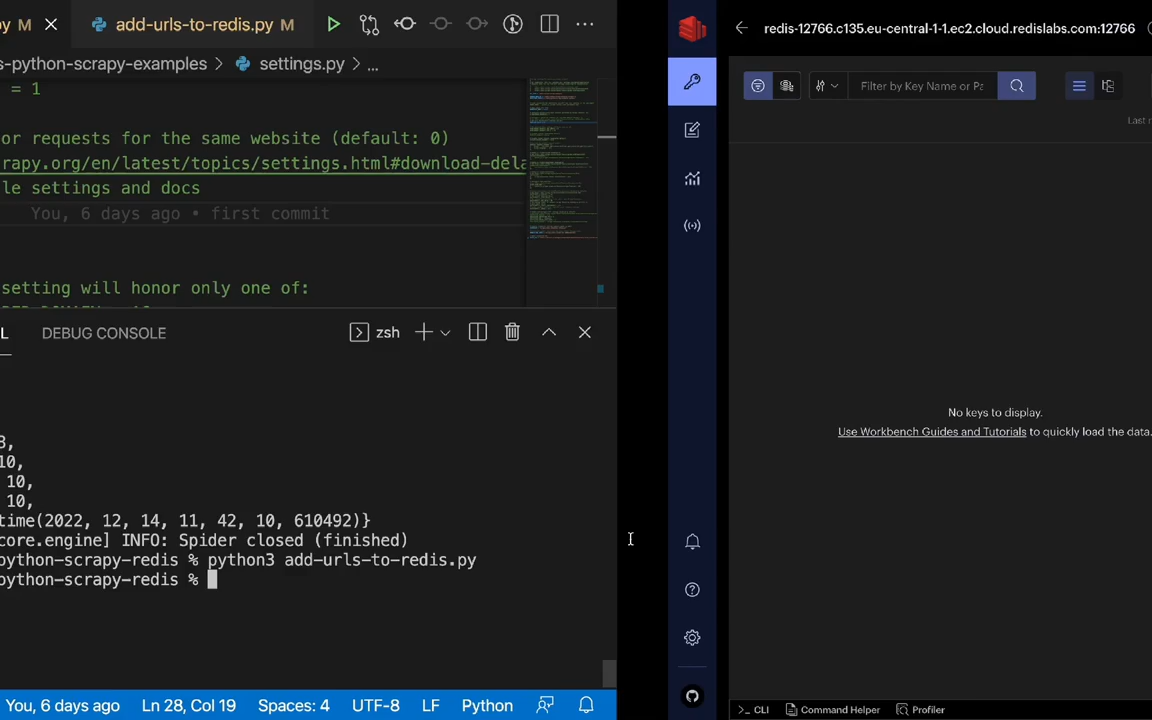 y M
add-urls-to-redis.py M
s-python-scrapy-examples > settings.py > ...
= 1
or requests for the same website (default: 0)
rapy.org/en/latest/topics/settings.html#download-dela
le settings and docs
You, 6 days ago • first commit
setting will honor only one of:
L
DEBUG CONSOLE
zsh
8,
10,
10,
10,
time(2022, 12, 14, 11, 42, 10, 610492)}
core.engine] INFO: Spider closed (finished)
python-scrapy-redis % python3 add-urls-to-redis.py
python-scrapy-redis %
You, 6 days ago
Ln 28, Col 19
Spaces: 4
UTF-8
LF
Python
redis-12766.c135.eu-central-1-1.ec2.cloud.redislabs.com:12766
Filter by Key Name or Pa
Last r
No keys to display.
Use Workbench Guides and Tutorials to quickly load the data.
>_ CLI
Command Helper
Profiler